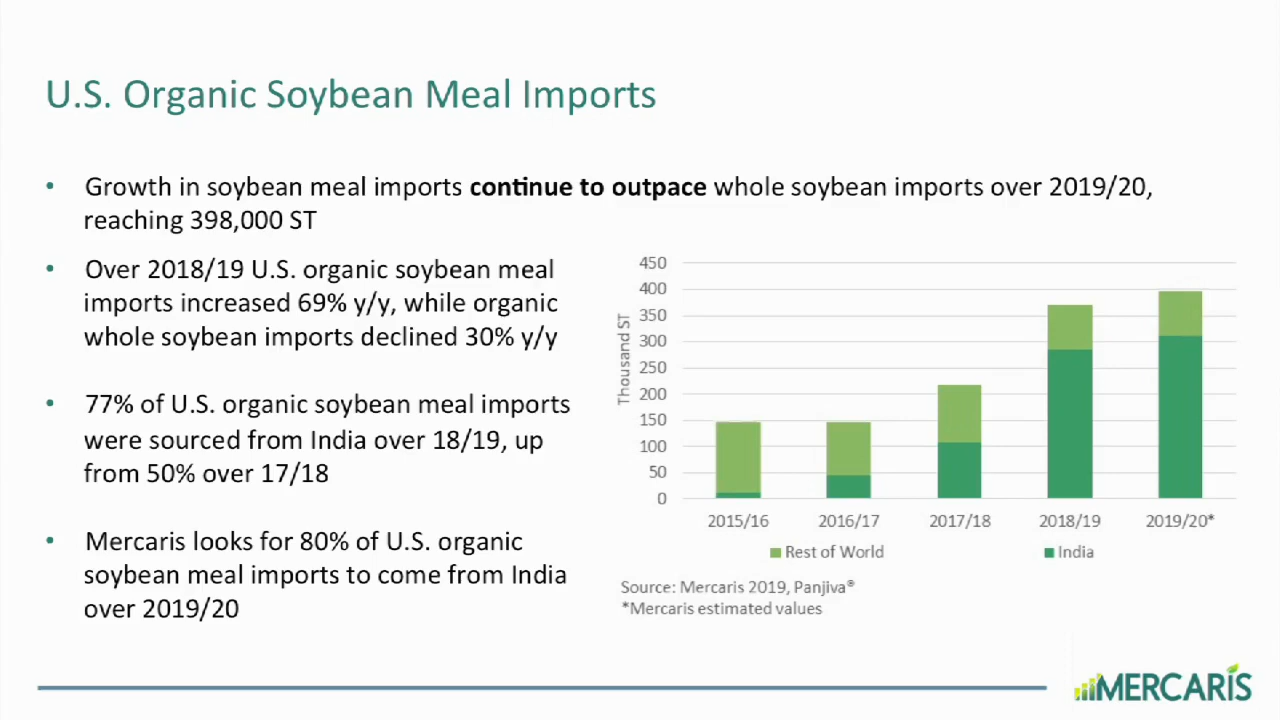 U.S. Organic Soybean Meal Imports
• Growth in soybean meal imports continue to outpace whole soybean imports over 2019/20,
reaching 398,000 ST
• Over 2018/19 U.S. organic soybean meal
imports increased 69% y/y, while organic
whole soybean imports declined 30% y/y
• 77% of U.S. organic soybean meal imports
were sourced from India over 18/19, up
from 50% over 17/18
• Mercaris looks for 80% of U.S. organic
soybean meal imports to come from India
over 2019/20
Thousand ST
450
400
350
300
250
200
150
100
50
0
2015/16 2016/17 2017/18 2018/19 2019/20*
Rest of World India
Source: Mercaris 2019, Panjiva®
*Mercaris estimated values
MERCARIS